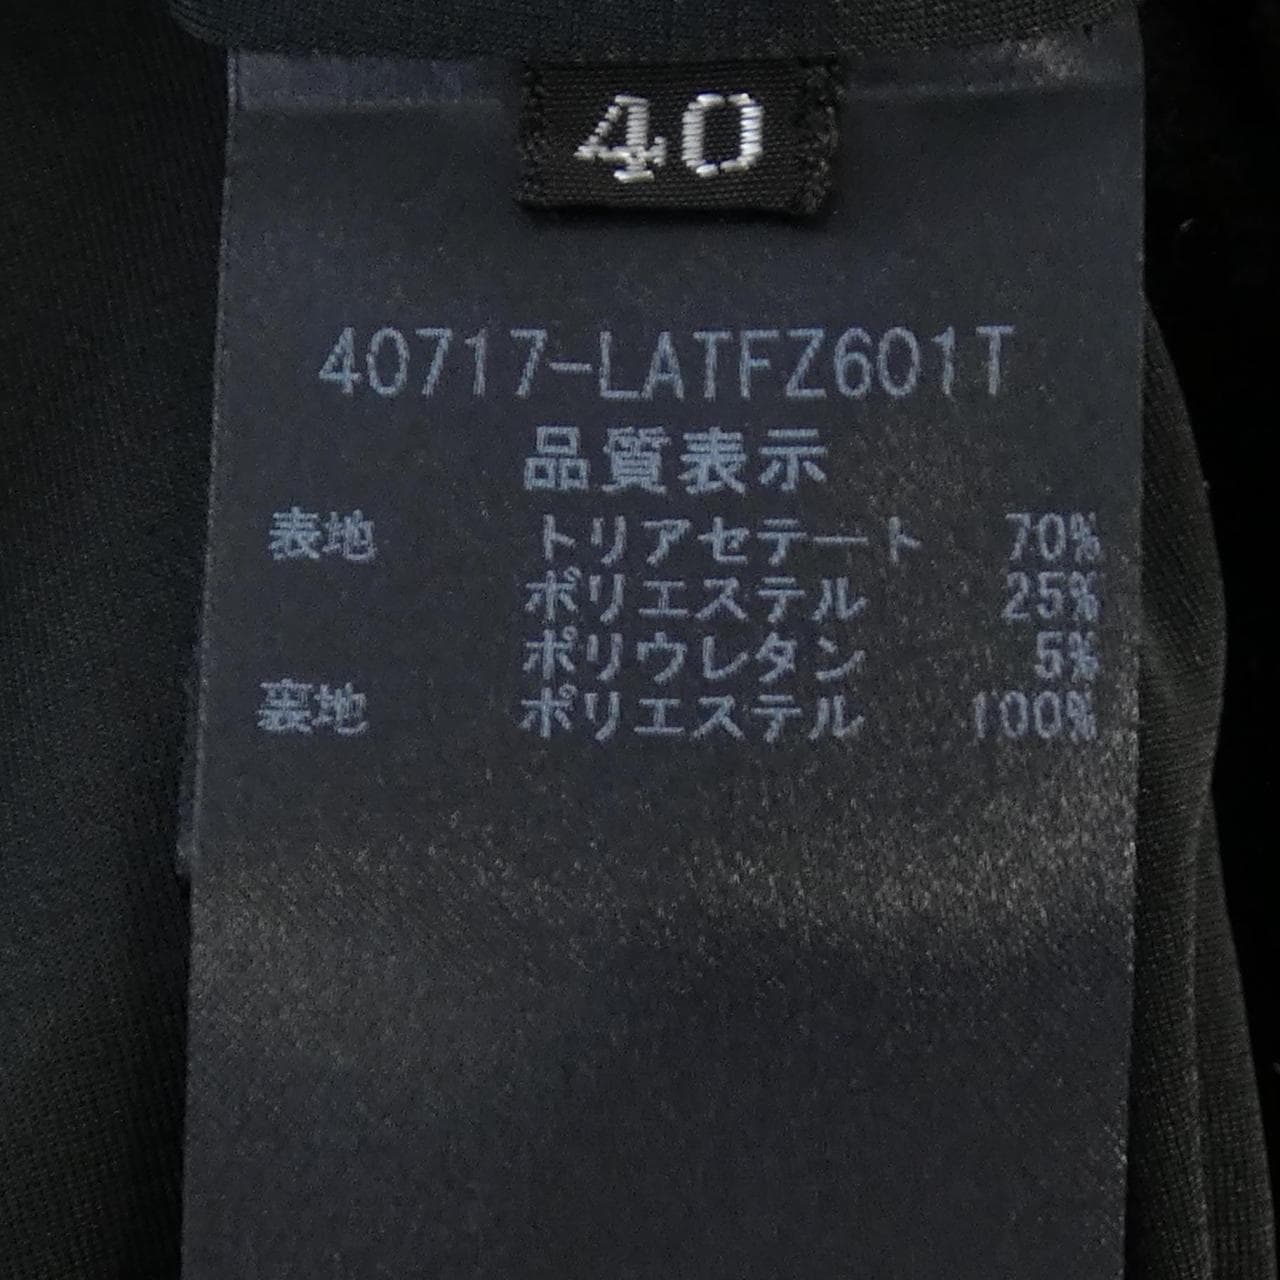 40
40717-LATFZ601T
品質表示
表地 トリアセテート 70%
ポリエステル 25%
ポリウレタン 5%
裏地 ポリエステル 100%